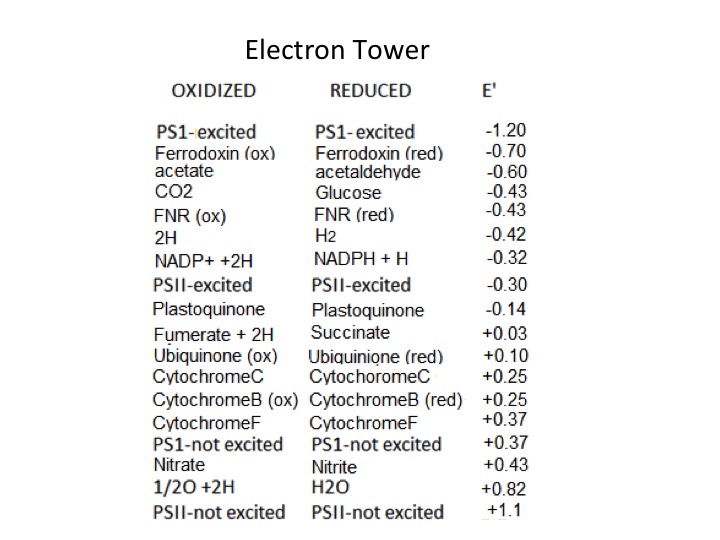 Electron Tower
OXIDIZED REDUCED E'
PS1-excited PS1-excited -1.20
Ferrodoxin (ox) Ferrodoxin (red) -0.70
acetate acetaldehyde -0.60
CO2 Glucose -0.43
FNR (ox) FNR (red) -0.43
2H H2 -0.42
NADP+ +2H NADPH + H -0.32
PSII-excited PSII-excited -0.30
Plastoquinone Plastoquinone -0.14
Fumerate + 2H Succinate +0.03
Ubiquinone (ox) Ubiquinione (red) +0.10
CytochromeC CytochoromeC +0.25
CytochromeB (ox) CytochromeB (red) +0.25
CytochromeF CytochromeF +0.37
PS1-not excited PS1-not excited +0.37
Nitrate Nitrite +0.43
1/2O +2H H2O +0.82
PSII-not excited PSII-not excited +1.1